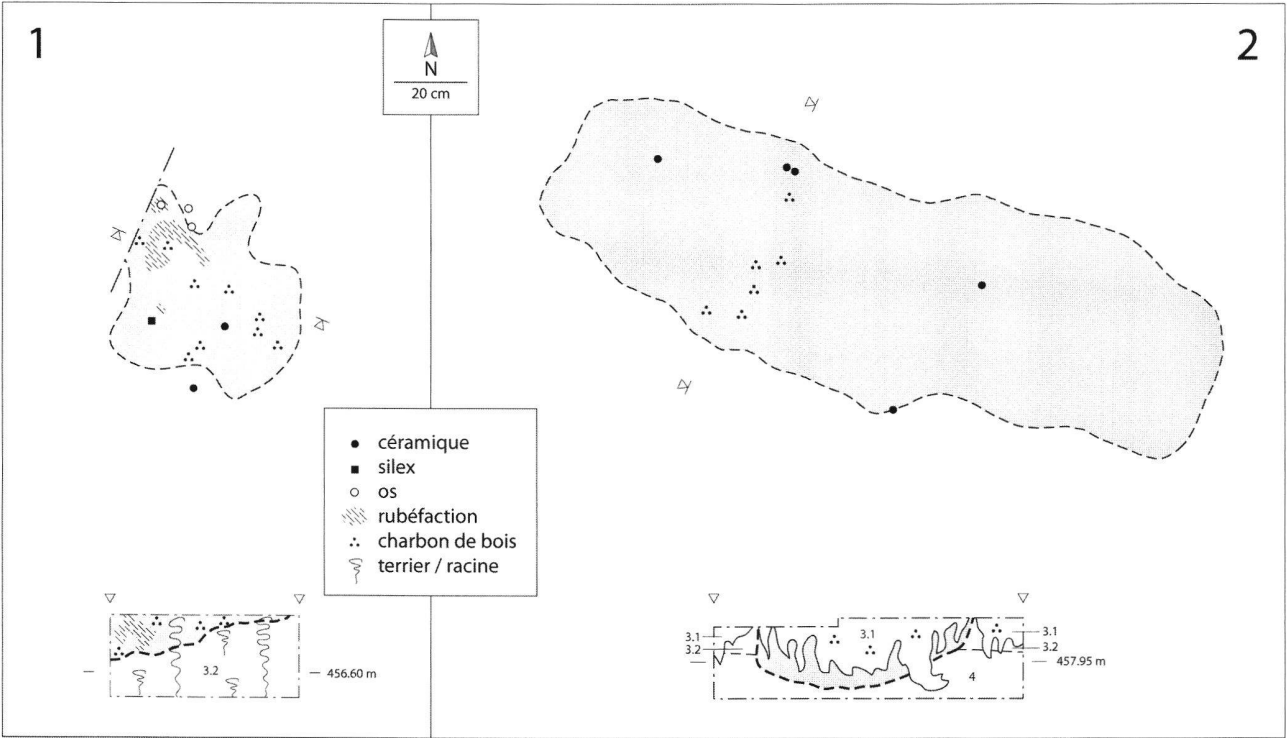 1
N
20 cm
2
céramique
silex
os
rubéfaction
charbon de bois
terrier / racine
3.2
456.60 m
3.1
3.2
3.1
3.1
3.2
457.95 m
4